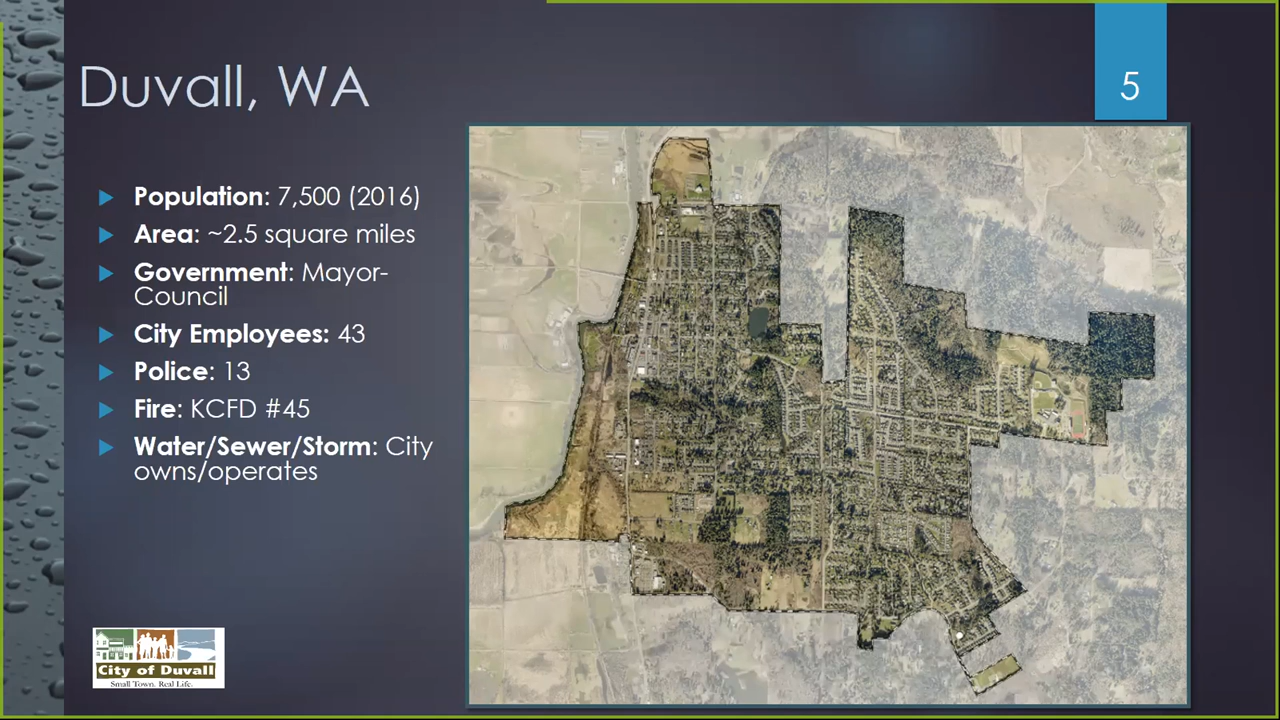 Duvall, WA
5
Population: 7,500 (2016)
Area: ~2.5 square miles
Government: Mayor-
Council
City Employees: 43
Police: 13
Fire: KCFD #45
Water/Sewer/Storm: City
owns/operates
City of Duvall
Small Town. Real Life.